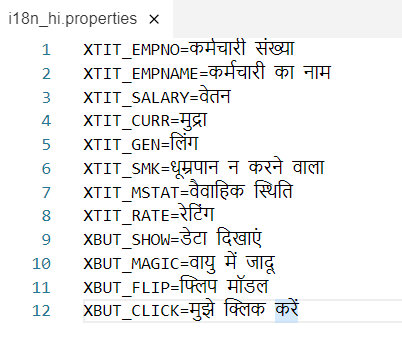 i18n_hi.properties
1 XTIT_EMPNO=कर्मचारी संख्या
2 XTIT_EMPNAME=कर्मचारी का नाम
3 XTIT_SALARY=वेतन
4 XTIT_CURR=मुद्रा
5 XTIT_GEN=लिंग
6 XTIT_SMK=धूम्रपान न करने वाला
7 XTIT_MSTAT=वैवाहिक स्थिति
8 XTIT_RATE=रेटिंग
9 XBUT_SHOW=डेटा दिखाएं
10 XBUT_MAGIC=वायु में जादू
11 XBUT_FLIP=फ्लिप मॉडल
12 XBUT_CLICK=मुझे क्लिक करें